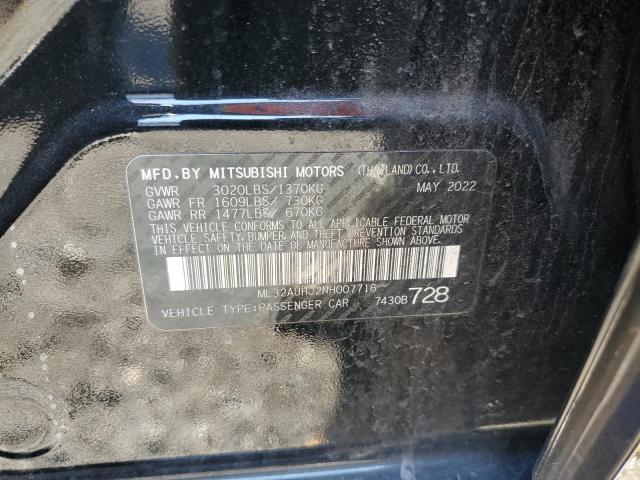 MFD.BY MITSUBISHI MOTORS (THAILAND)CO.,LTD.
GVWR 3020LBS/1370KG MAY 2022
GAWR FR 1609LBS/ 730KG
GAWR RR 1477LBS/ 670KG
THIS VEHICLE CONFORMS TO ALL APPLICABLE FEDERAL MOTOR
VEHICLE SAFETY, BUMPER, AND THEFT PREVENTION STANDARDS
IN EFFECT ON THE DATE OF MANUFACTURE SHOWN ABOVE.
ML32AUHJ2NH007716
VEHICLE TYPE:PASSENGER CAR 7430B 728